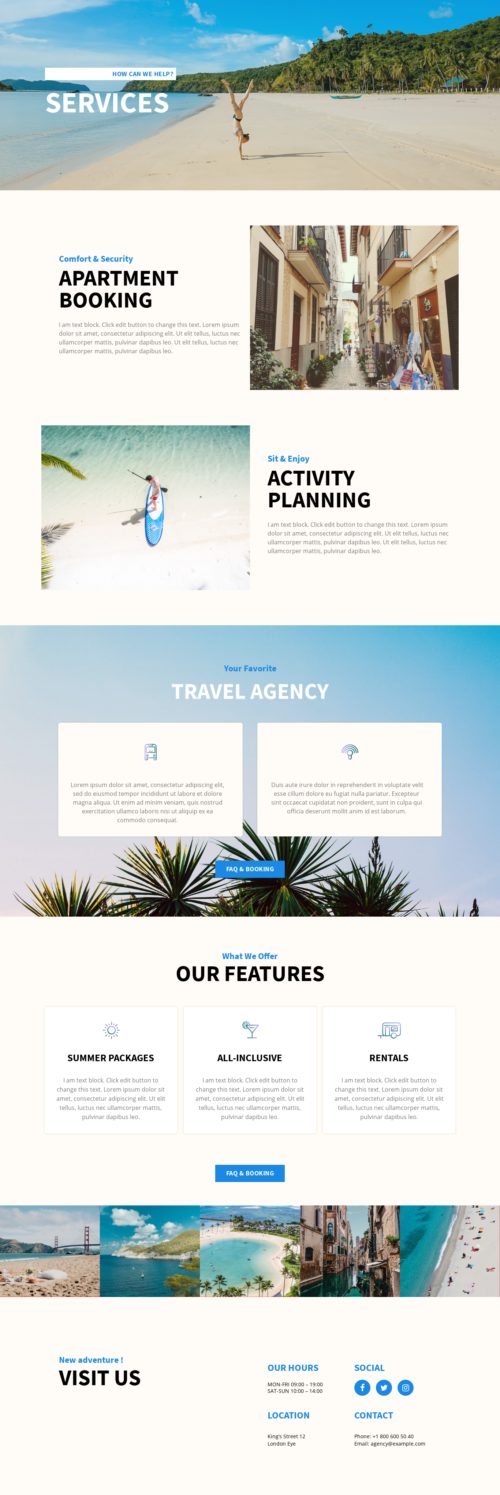 HOW CAN WE HELP?
SERVICES
Comfort & Security
APARTMENT
BOOKING
I am text block. Click edit button to change this text. Lorem ipsum
dolor sit amet, consectetur adipiscing elit. Ut elit tellus, luctus nec
ullamcorper mattis, pulvinar dapibus leo. Ut elit tellus, luctus nec
ullamcorper mattis, pulvinar dapibus leo.
Sit & Enjoy
ACTIVITY
PLANNING
I am text block. Click edit button to change this text. Lorem ipsum
dolor sit amet, consectetur adipiscing elit. Ut elit tellus, luctus nec
ullamcorper mattis, pulvinar dapibus leo. Ut elit tellus, luctus nec
ullamcorper mattis, pulvinar dapibus leo.
Your Favorite
TRAVEL AGENCY
Lorem ipsum dolor sit amet, consectetur adipiscing elit,
sed do eiusmod tempor incididunt ut labore et dolore
magna aliqua. Ut enim ad minim veniam, quis nostrud
exercitation ullamco laboris nisi ut aliquip ex ea
commodo consequat.
Duis aute irure dolor in reprehenderit in voluptate velit
esse cillum dolore eu fugiat nulla pariatur. Excepteur
sint occaecat cupidatat non proident, sunt in culpa qui
officia deserunt mollit anim id est laborum.
FAQ & BOOKING
What We Offer
OUR FEATURES
SUMMER PACKAGES
I am text block. Click edit button to
change this text. Lorem ipsum dolor sit
amet, consectetur adipiscing elit. Ut elit
tellus, luctus nec ullamcorper mattis,
pulvinar dapibus leo.
ALL-INCLUSIVE
I am text block. Click edit button to
change this text. Lorem ipsum dolor sit
amet, consectetur adipiscing elit. Ut elit
tellus, luctus nec ullamcorper mattis,
pulvinar dapibus leo.
RENTALS
I am text block. Click edit button to
change this text. Lorem ipsum dolor sit
amet, consectetur adipiscing elit. Ut elit
tellus, luctus nec ullamcorper mattis,
pulvinar dapibus leo.
FAQ & BOOKING
New adventure !
VISIT US
OUR HOURS
MON-FRI 09:00 – 19:00
SAT-SUN 10:00 – 14:00
SOCIAL
LOCATION
King's Street 12
London Eye
CONTACT
Phone: +1 800 600 50 40
Email: agency@example.com